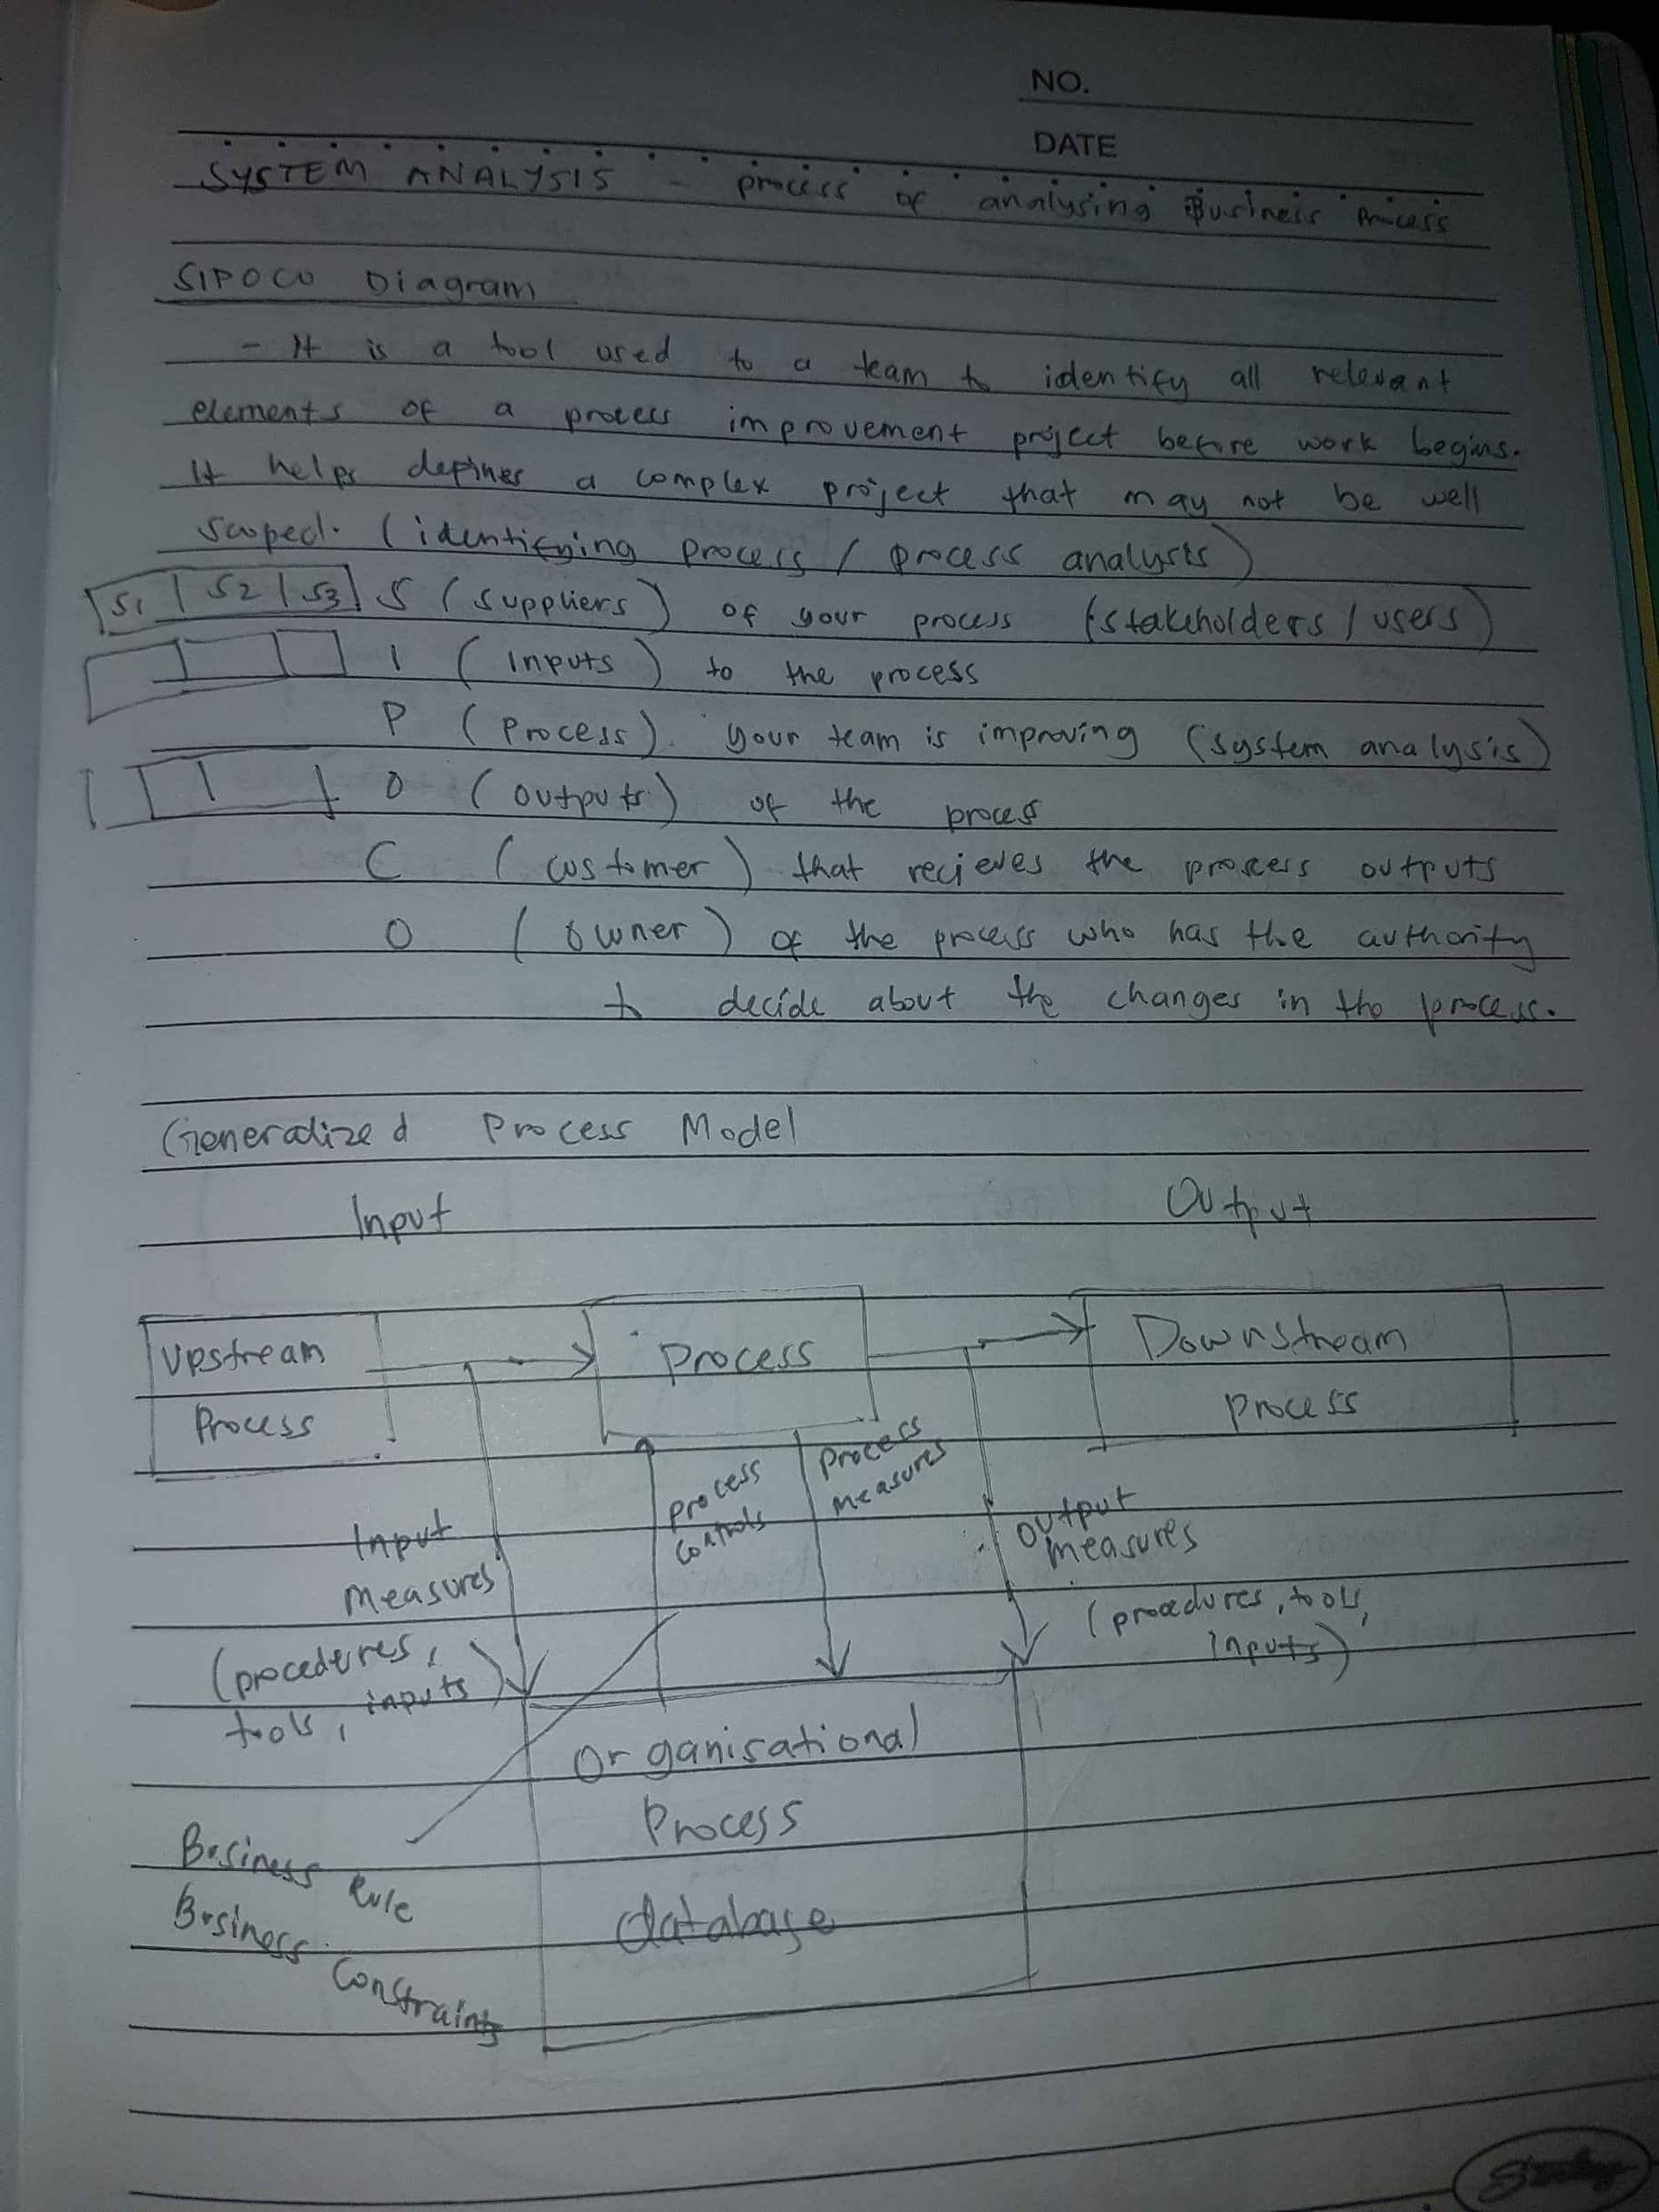 NO.
DATE
SYSTEM ANALYSIS - process of analysing Business Process
SIPOCO Diagram
- It is a tool used to a team to identify all relevant
elements of a process improvement project before work begins.
It helps defines a complex project that may not be well
scoped. (identifying process / process analysts)
S1 | S2 | S3 S (suppliers) of your process (stakeholders / users)
I (Inputs) to the process
P (Process). your team is improving (system analysis)
O (outputs) of the process
C (customer) that recieves the process outputs
O (owner) of the process who has the authority
to decide about the changes in the process.
Generalized Process Model
Input Output
Upstream Process
Process
Downstream process
Input measures
(procedures, tools, inputs)
process controls
process measures
output measures
(procedures, tools, inputs)
Organisational
Process
database
Business Rule
Business Constraints